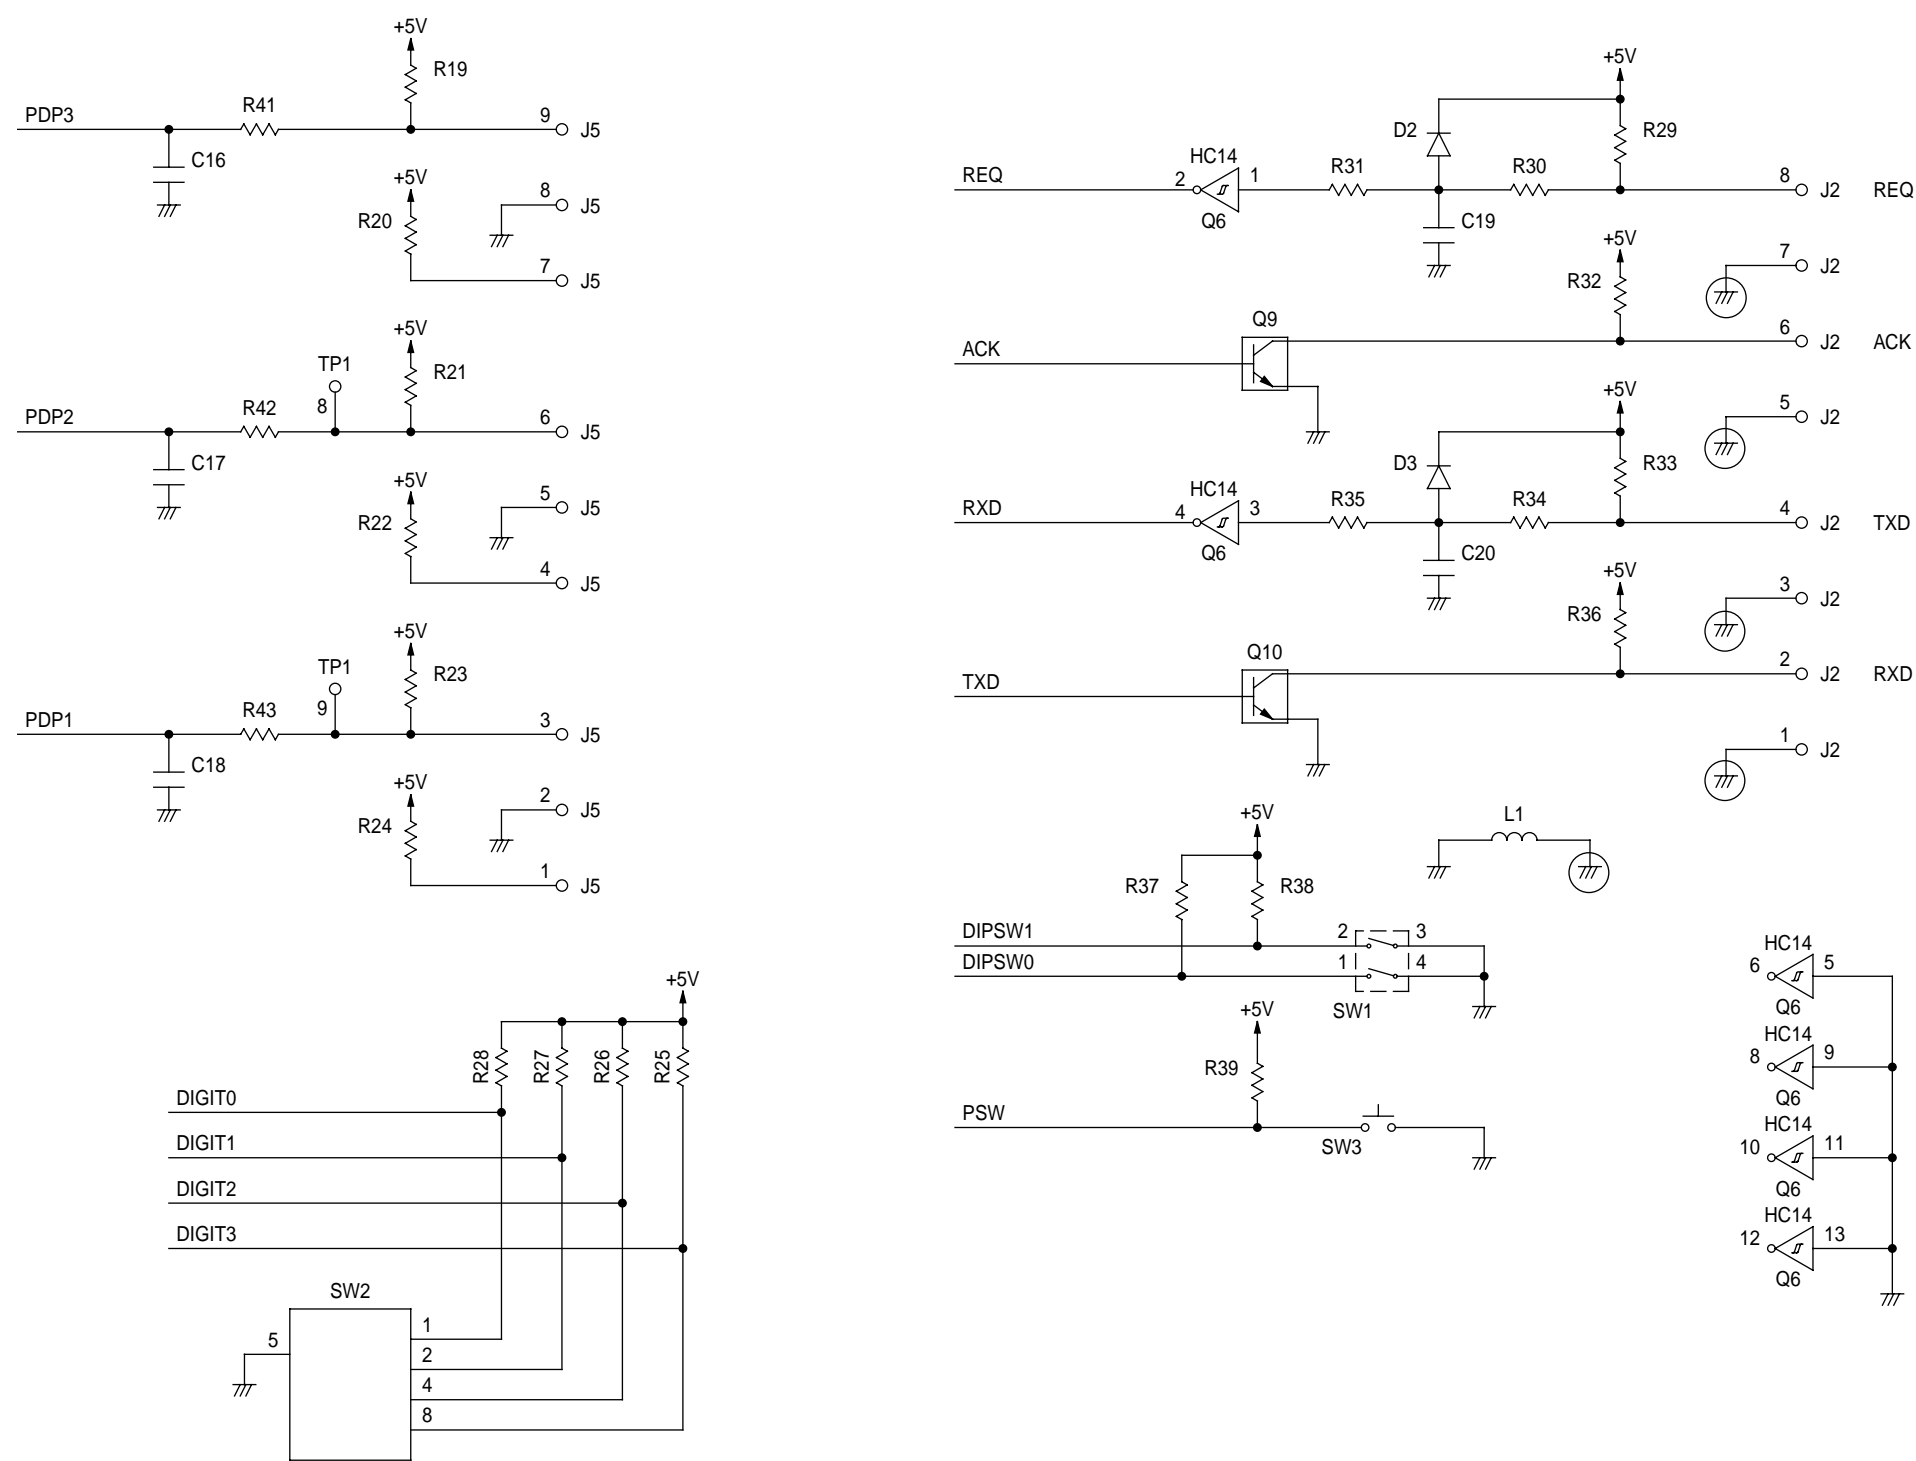 +5V
R19
PDP3
R41
9
J5
C16
+5V
R20
8
J5
7
J5
+5V
TP1
R21
PDP2
R42
8
6
J5
C17
+5V
R22
5
J5
4
J5
+5V
TP1
R23
PDP1
R43
9
3
J5
C18
+5V
R24
2
J5
1
J5
+5V
R28
R27
R26
R25
DIGIT0
DIGIT1
DIGIT2
DIGIT3
SW2
5
1
2
4
8
+5V
D2
R29
REQ
HC14
2
1
Q6
R31
R30
8
J2
REQ
C19
+5V
R32
7
J2
Q9
ACK
6
J2
ACK
+5V
5
J2
D3
R33
RXD
HC14
4
3
Q6
R35
R34
4
J2
TXD
C20
+5V
R36
3
J2
Q10
TXD
2
J2
RXD
1
J2
+5V
L1
R37
R38
DIPSW1
2
3
DIPSW0
1
4
SW1
+5V
R39
PSW
SW3
HC14
6
5
Q6
HC14
8
9
Q6
HC14
10
11
Q6
HC14
12
13
Q6